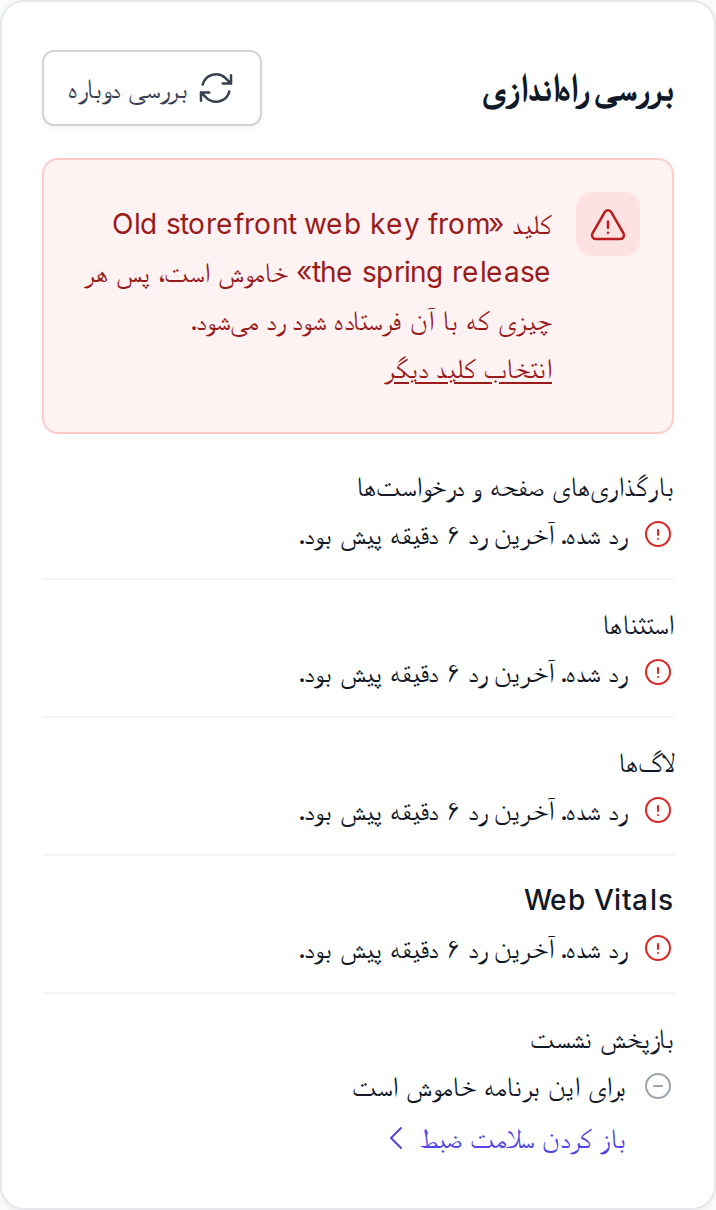 بررسی راه‌اندازی
بررسی دوباره
کلید «Old storefront web key from
the spring release» خاموش است، پس هر
چیزی که با آن فرستاده شود رد می‌شود.
انتخاب کلید دیگر
بارگذاری‌های صفحه و درخواست‌ها
رد شده. آخرین رد ۶ دقیقه پیش بود.
استثناها
رد شده. آخرین رد ۶ دقیقه پیش بود.
لاگ‌ها
رد شده. آخرین رد ۶ دقیقه پیش بود.
Web Vitals
رد شده. آخرین رد ۶ دقیقه پیش بود.
بازپخش نشست
برای این برنامه خاموش است
باز کردن سلامت ضبط